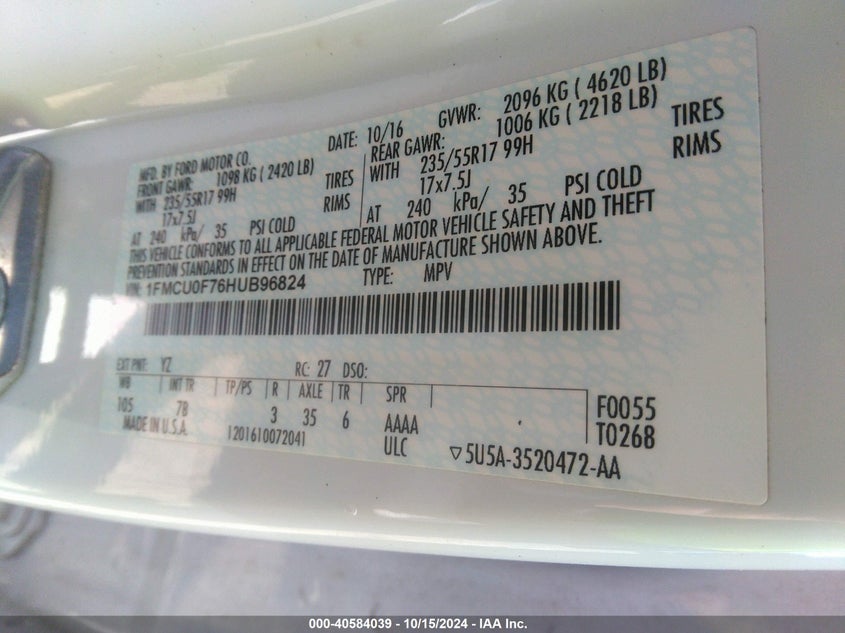 MFD. BY FORD MOTOR CO.
DATE: 10/16 GVWR: 2096 KG ( 4620 LB)
FRONT GAWR: 1098 KG ( 2420 LB) REAR GAWR: 1006 KG ( 2218 LB)
WITH 235/55R17 99H TIRES WITH 235/55R17 99H TIRES
17x7.5J RIMS 17x7.5J RIMS
AT 240 kPa/ 35 PSI COLD AT 240 kPa/ 35 PSI COLD
THIS VEHICLE CONFORMS TO ALL APPLICABLE FEDERAL MOTOR VEHICLE SAFETY AND THEFT
PREVENTION STANDARDS IN EFFECT ON THE DATE OF MANUFACTURE SHOWN ABOVE.
VIN: 1FMCU0F76HUB96824 TYPE: MPV
EXT PNT: YZ RC: 27 DSO:
WB INT TR TP/PS R AXLE TR SPR
105 7B 3 35 6 AAAA F0055
MADE IN U.S.A. 1201610072041 ULC T0268
5U5A-3520472-AA
000-40584039 - 10/15/2024 - IAA Inc.